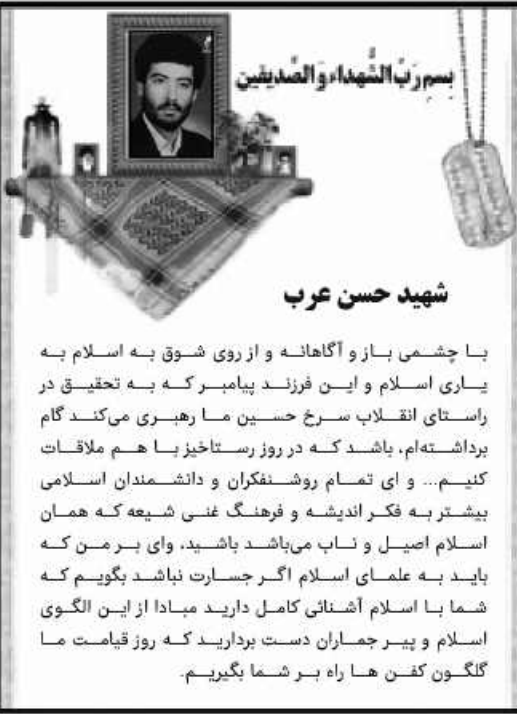 بِسمِ رَبِّ الشُّهداء وَ الصِّدیقین
شهید حسن عرب
با چشمی باز و آگاهانه و از روی شوق به اسلام به
یاری اسلام و این فرزند پیامبر که به تحقیق در
راستای انقلاب سرخ حسین ما رهبری می‌کند گام
برداشته‌ام، باشد که در روز رستاخیز با هم ملاقات
کنیم... و ای تمام روشنفکران و دانشمندان اسلامی
بیشتر به فکر اندیشه و فرهنگ غنی شیعه که همان
اسلام اصیل و ناب می‌باشد باشید، وای بر من که
باید به علمای اسلام اگر جسارت نباشد بگویم که
شما با اسلام آشنائی کامل دارید مبادا از این الگوی
اسلام و پیر جماران دست بردارید که روز قیامت ما
گلگون کفن ها راه بر شما بگیریم.